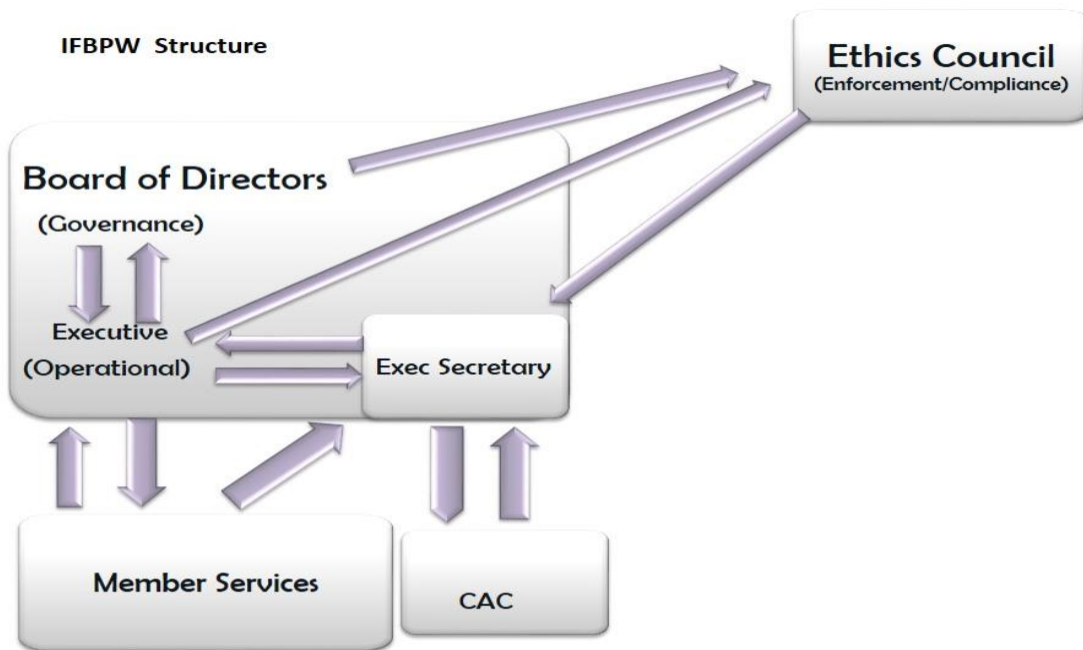 IFBPW Structure
Ethics Council
(Enforcement/Compliance)
Board of Directors
(Governance)
Executive
(Operational)
Exec Secretary
Member Services
CAC